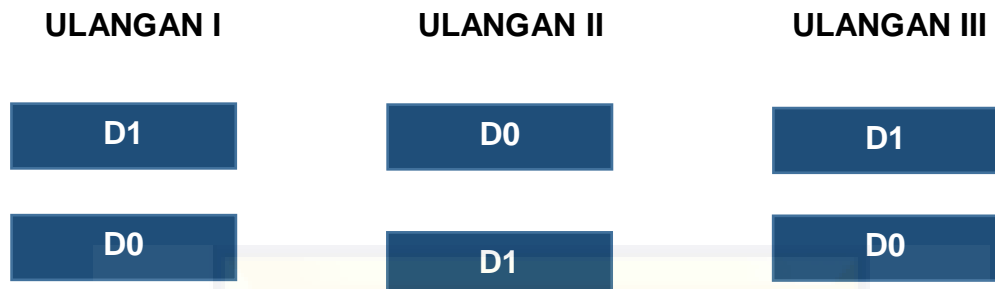 ULANGAN I ULANGAN II ULANGAN III
D1 D0 D1
D0 D1 D0